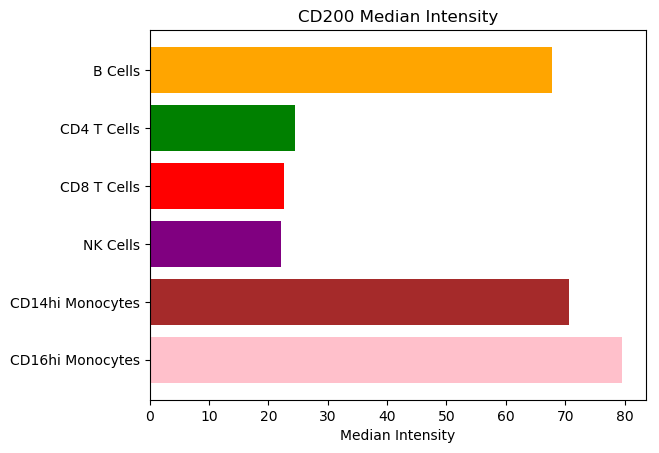 CD200 Median Intensity
B Cells
CD4 T Cells
CD8 T Cells
NK Cells
CD14hi Monocytes
CD16hi Monocytes
0 10 20 30 40 50 60 70 80
Median Intensity